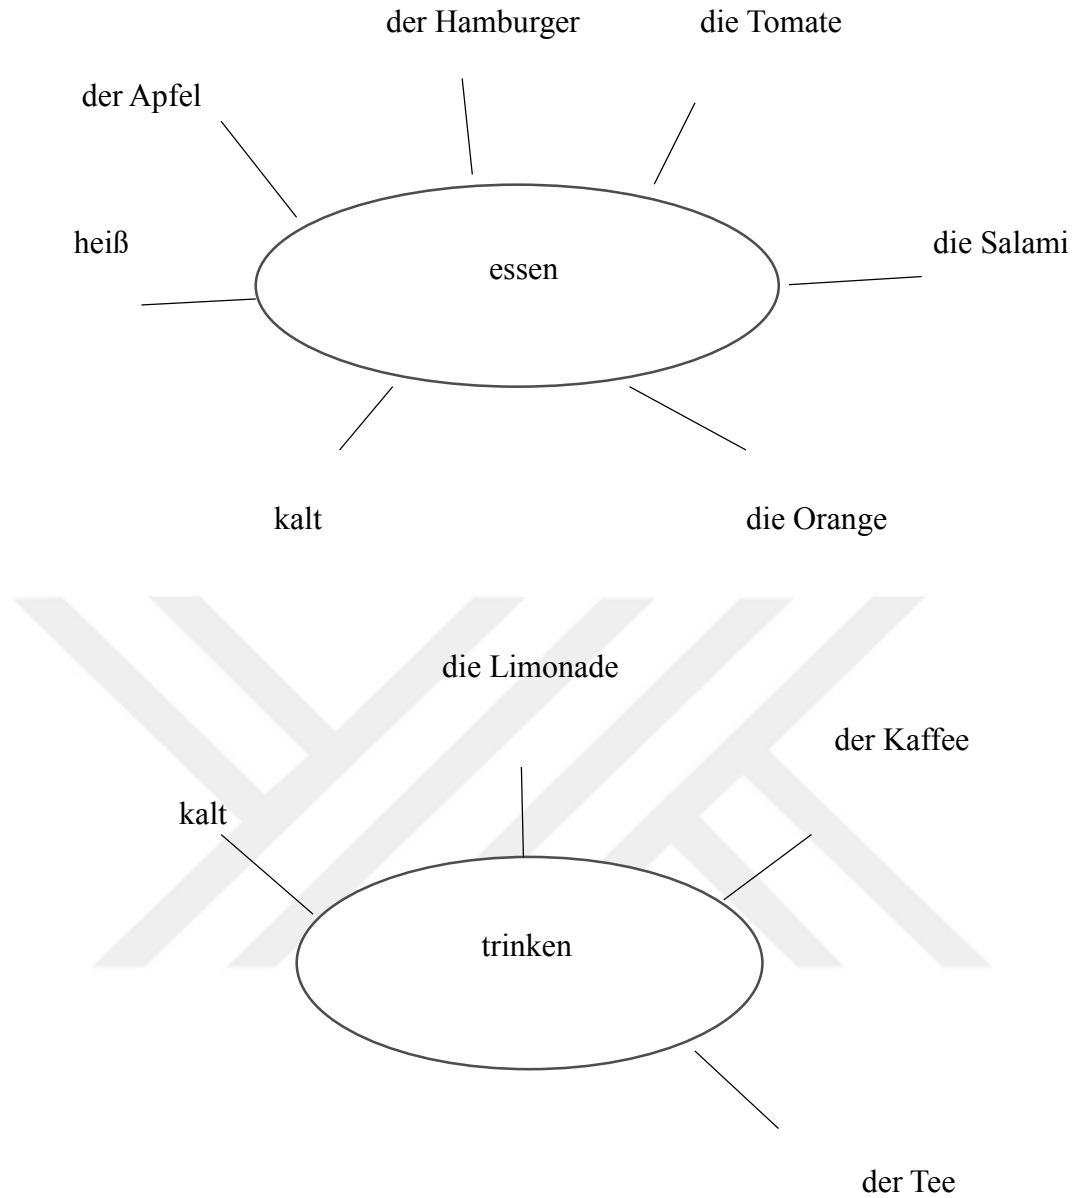 der Hamburger
die Tomate
der Apfel
heiß
die Salami
essen
kalt
die Orange
die Limonade
der Kaffee
kalt
trinken
der Tee